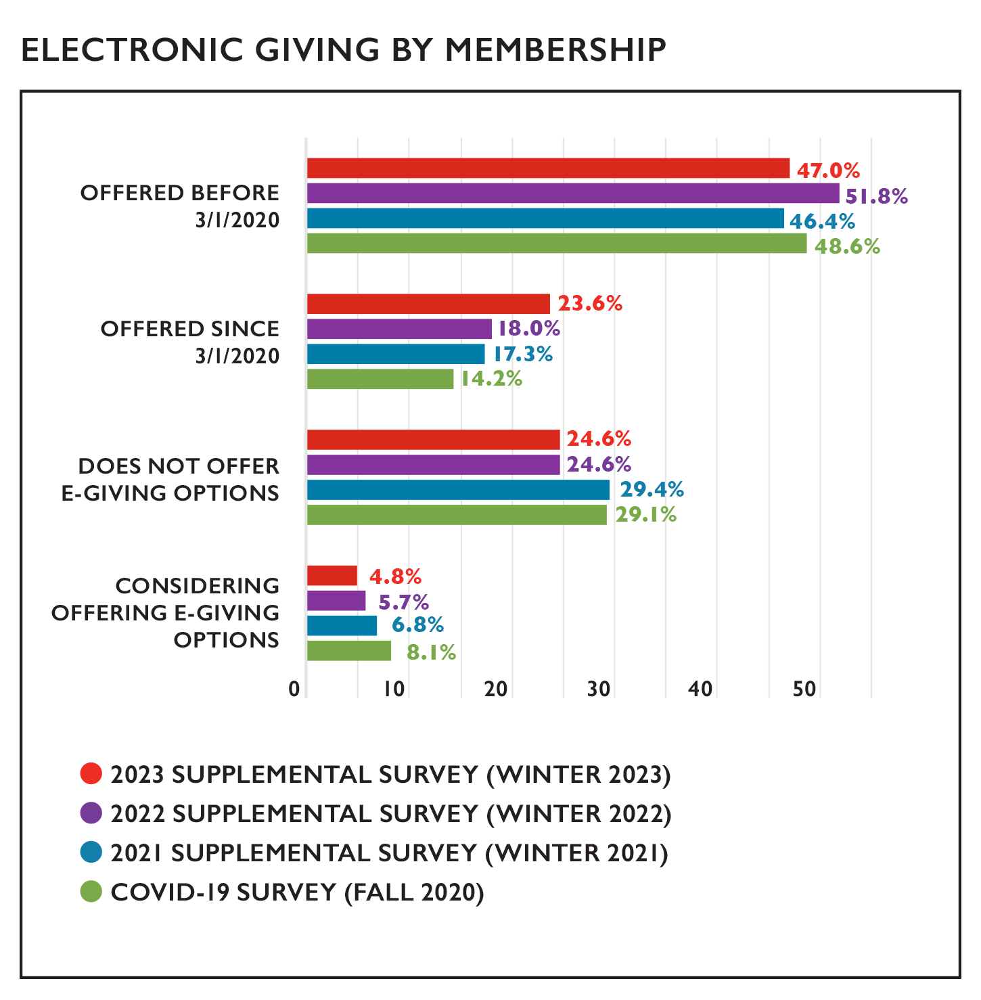 ELECTRONIC GIVING BY MEMBERSHIP
OFFERED BEFORE
3/1/2020
47.0%
51.8%
46.4%
48.6%
OFFERED SINCE
3/1/2020
23.6%
18.0%
17.3%
14.2%
DOES NOT OFFER
E-GIVING OPTIONS
24.6%
24.6%
29.4%
29.1%
CONSIDERING
OFFERING E-GIVING
OPTIONS
4.8%
5.7%
6.8%
8.1%
0 10 20 30 40 50
2023 SUPPLEMENTAL SURVEY (WINTER 2023)
2022 SUPPLEMENTAL SURVEY (WINTER 2022)
2021 SUPPLEMENTAL SURVEY (WINTER 2021)
COVID-19 SURVEY (FALL 2020)